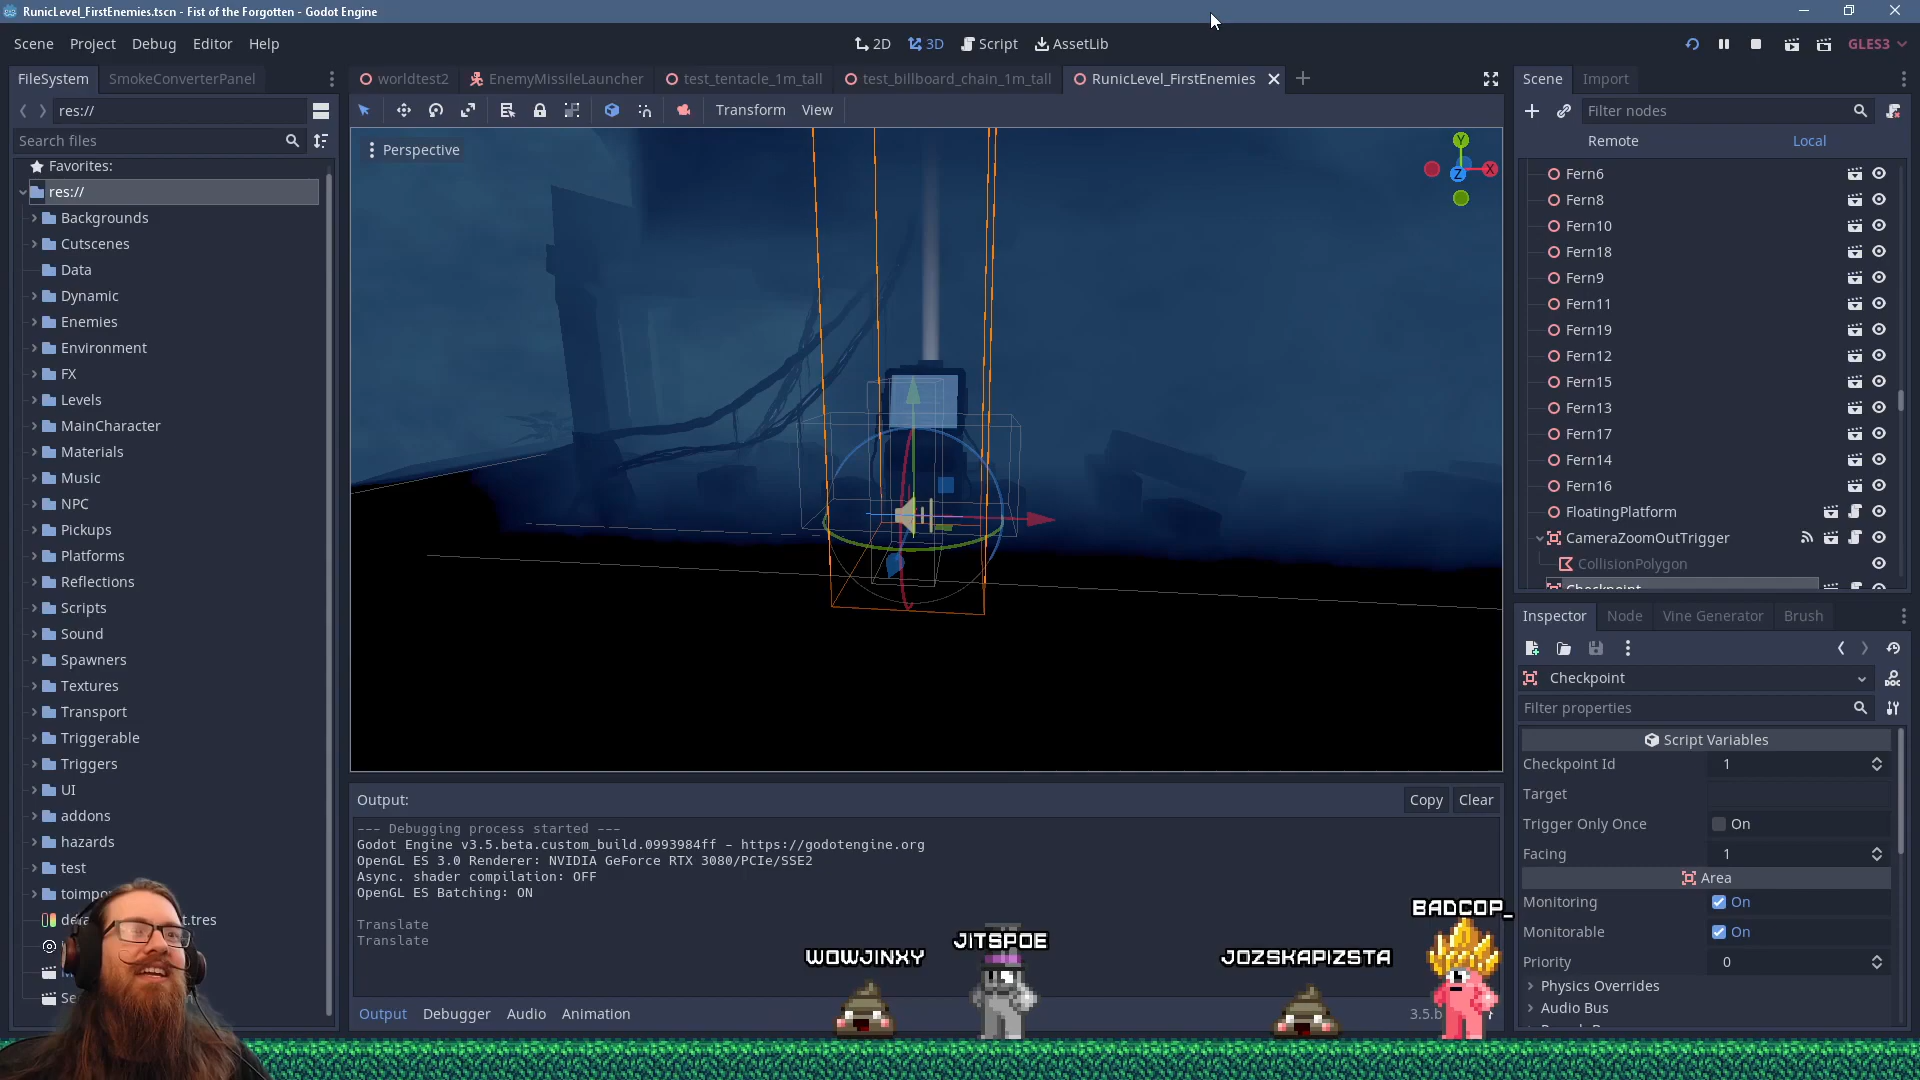 RunicLevel_FirstEnemies.tscn - Fist of the Forgotten - Godot Engine
Scene Project Debug Editor Help
2D 3D Script AssetLib
GLES3
FileSystem SmokeConverterPanel
worldtest2 EnemyMissileLauncher test_tentacle_1m_tall test_billboard_chain_1m_tall RunicLevel_FirstEnemies
Scene Import
res://
Transform View
Filter nodes
Search files
Remote Local
Perspective
Y
X
Z
Favorites:
res://
Backgrounds
Cutscenes
Data
Dynamic
Enemies
Environment
FX
Levels
MainCharacter
Materials
Music
NPC
Pickups
Platforms
Reflections
Scripts
Sound
Spawners
Textures
Transport
Triggerable
Triggers
UI
addons
hazards
test
Fern6
Fern8
Fern10
Fern18
Fern9
Fern11
Fern19
Fern12
Fern15
Fern13
Fern17
Fern14
Fern16
FloatingPlatform
CameraZoomOutTrigger
CollisionPolygon
Checkpoint
Inspector Node Vine Generator Brush
Checkpoint
Filter properties
Script Variables
Checkpoint Id 1
Target
Trigger Only Once On
Facing 1
Area
Monitoring On
Monitorable On
Priority 0
Physics Overrides
Audio Bus
Output:
Copy Clear
--- Debugging process started ---
Godot Engine v3.5.beta.custom_build.0993984ff - https://godotengine.org
OpenGL ES 3.0 Renderer: NVIDIA GeForce RTX 3080/PCIe/SSE2
Async. shader compilation: OFF
OpenGL ES Batching: ON
Translate
Translate
Output Debugger Audio Animation
3.5.b
WOWJINXY
JITSPOE
JOZSKAPIZSTA
BADCOP_